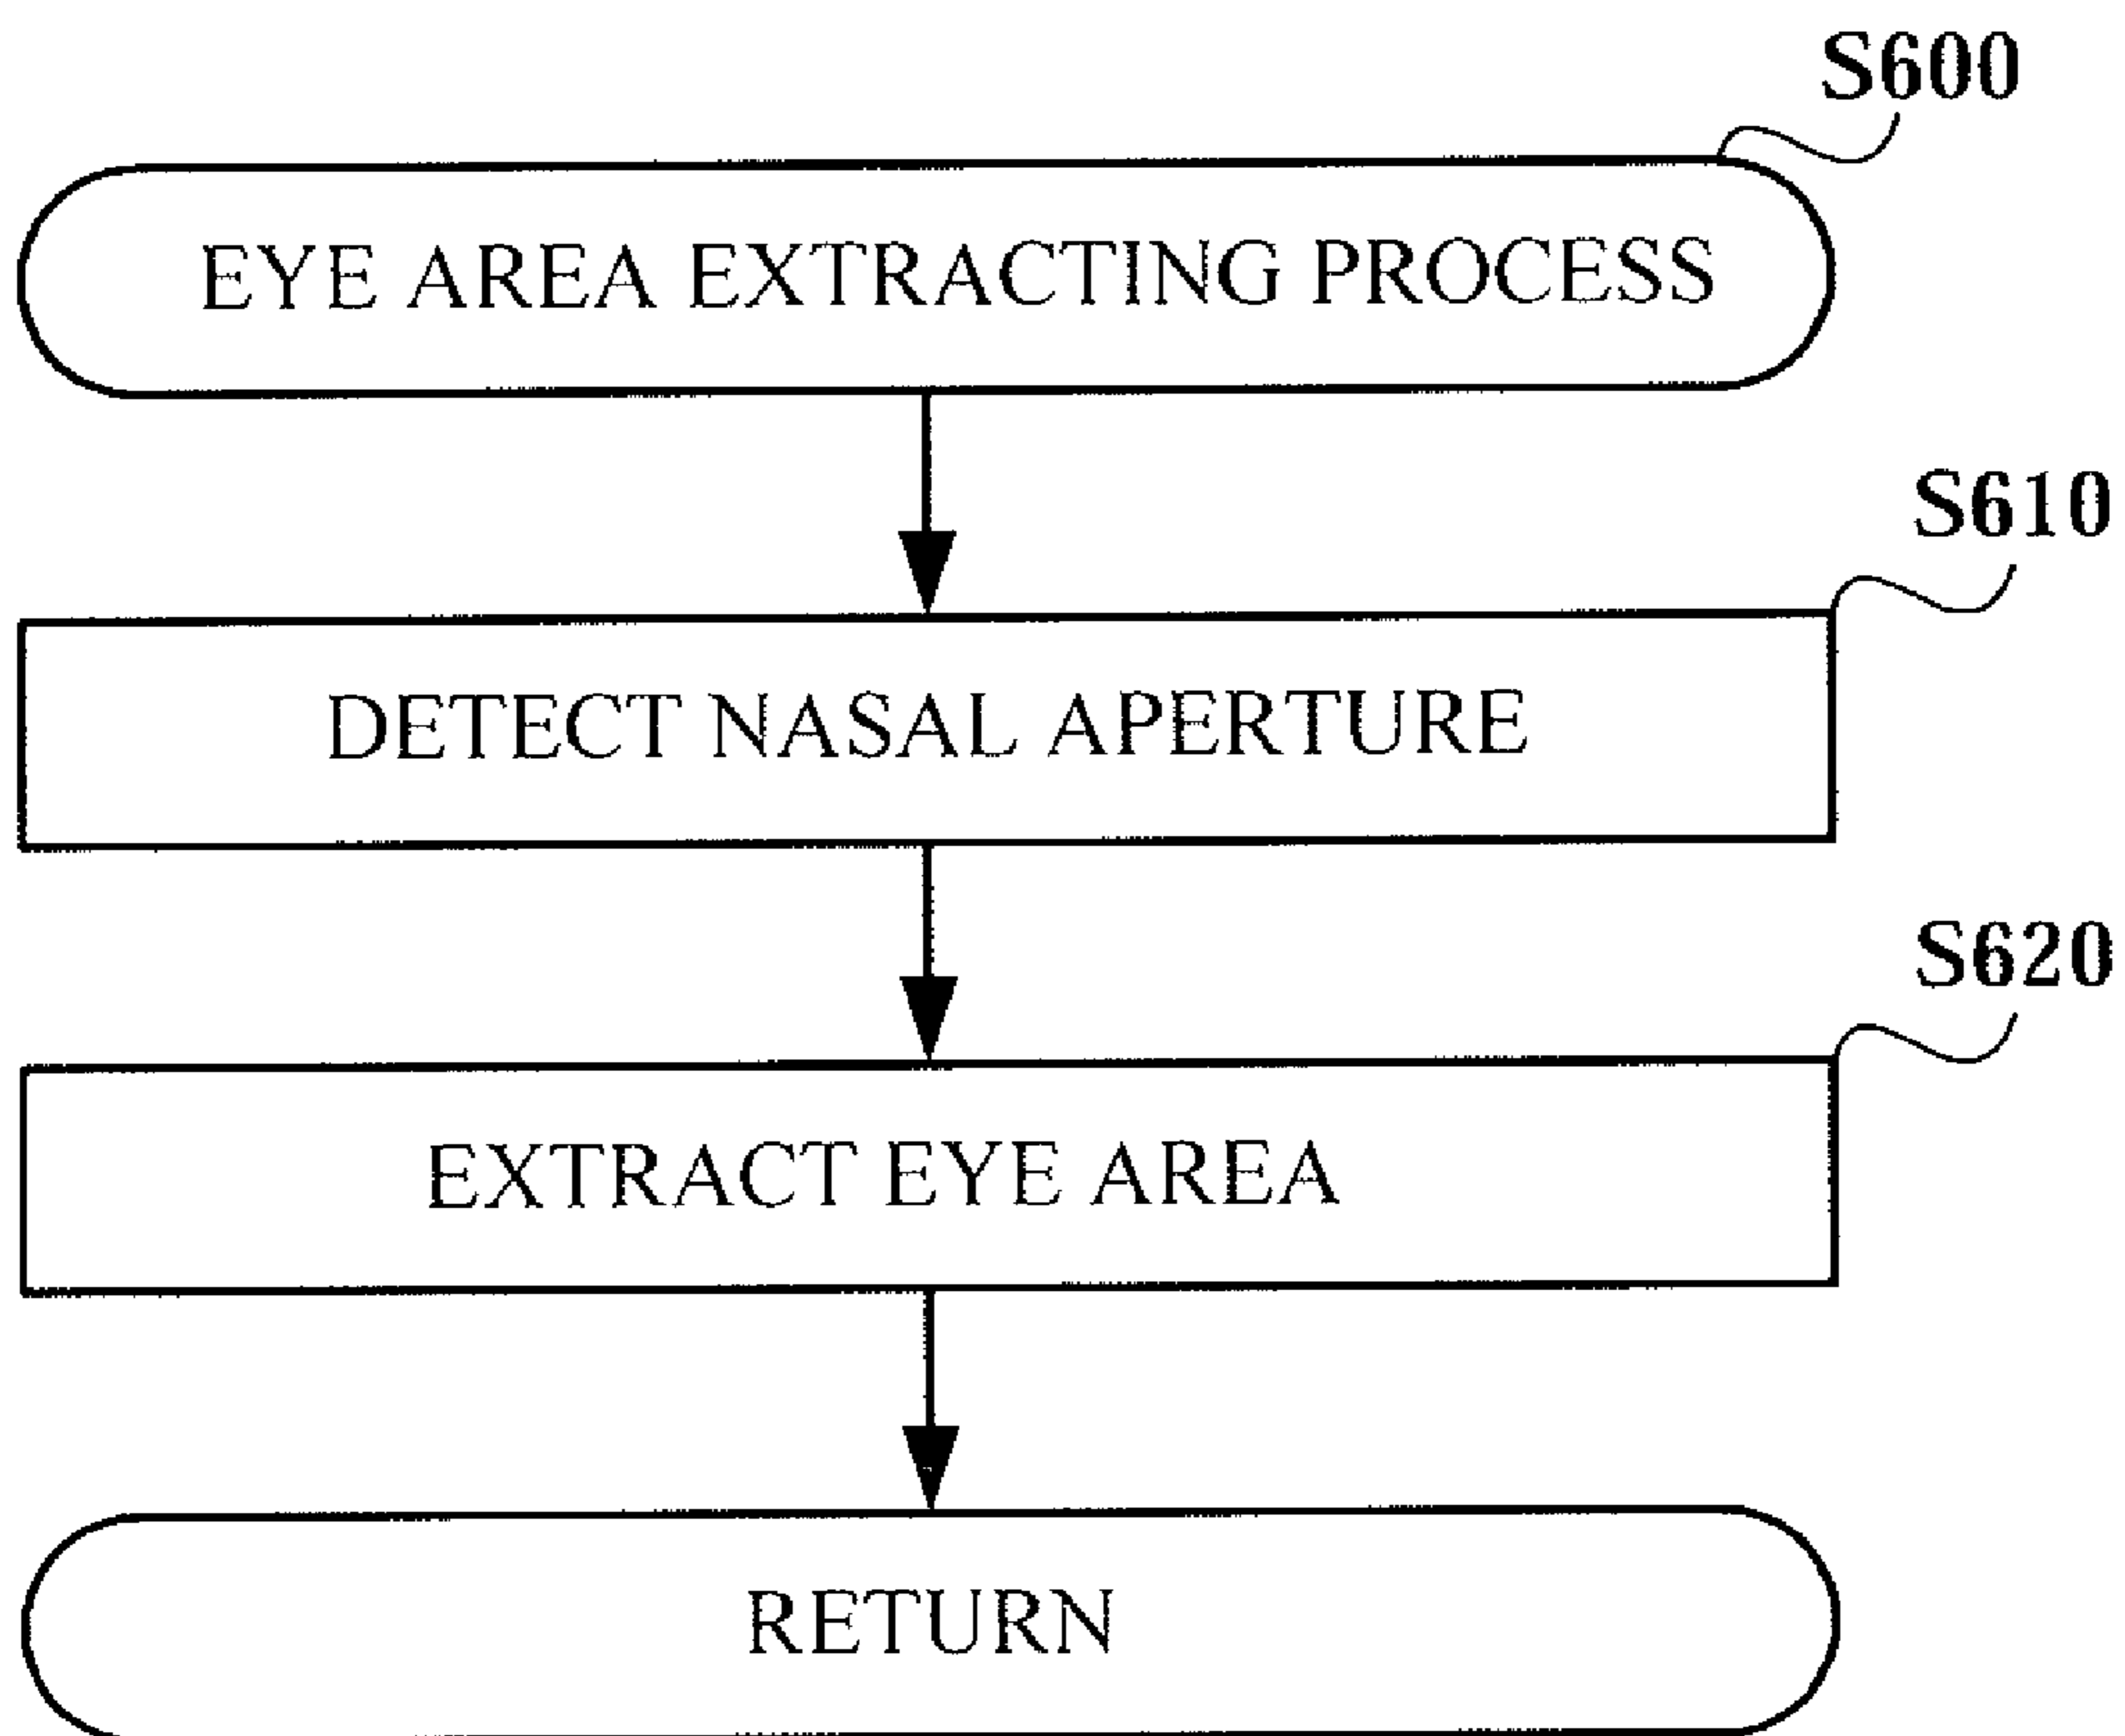 S600
EYE AREA EXTRACTING PROCESS
S610
DETECT NASAL APERTURE
S620
EXTRACT EYE AREA
RETURN